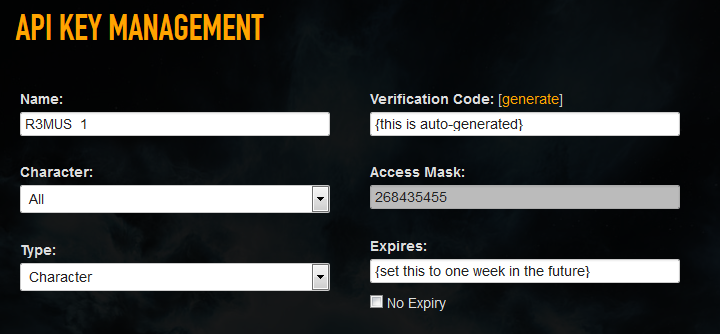 API KEY MANAGEMENT
Name:
R3MUS  1
Verification Code: [generate]
{this is auto-generated}
Character:
All
Access Mask:
268435455
Type:
Character
Expires:
{set this to one week in the future}
No Expiry